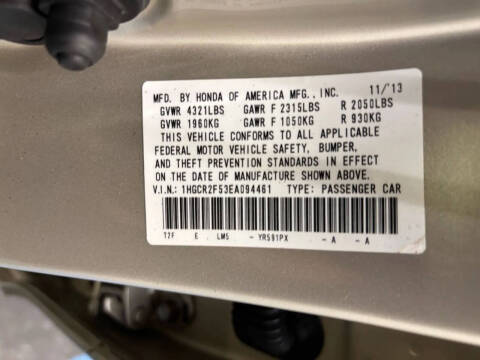 MFD. BY HONDA OF AMERICA MFG., INC. 11/'13
GVWR 4321LBS GAWR F 2315LBS R 2050LBS
GVWR 1960KG GAWR F 1050KG R 930KG
THIS VEHICLE CONFORMS TO ALL APPLICABLE
FEDERAL MOTOR VEHICLE SAFETY, BUMPER,
AND THEFT PREVENTION STANDARDS IN EFFECT
ON THE DATE OF MANUFACTURE SHOWN ABOVE.
V.I.N.: 1HGCR2F53EA094461 TYPE: PASSENGER CAR
T2F E LM5 - YR591PX - A - A